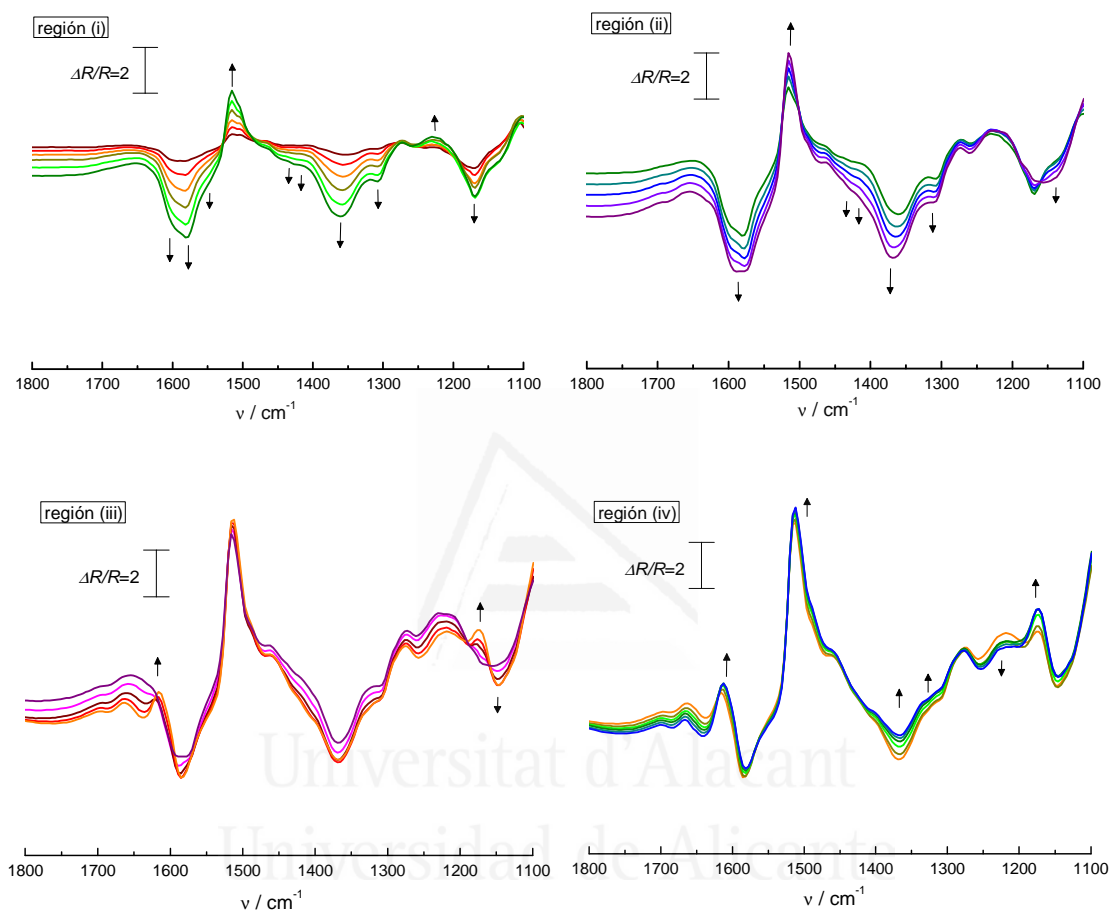 región (i)
ΔR/R=2
1800 1700 1600 1500 1400 1300 1200 1100
ν / cm⁻¹
región (ii)
ΔR/R=2
1800 1700 1600 1500 1400 1300 1200 1100
ν / cm⁻¹
región (iii)
ΔR/R=2
1800 1700 1600 1500 1400 1300 1200 1100
ν / cm⁻¹
región (iv)
ΔR/R=2
1800 1700 1600 1500 1400 1300 1200 1100
ν / cm⁻¹
Universitat d'Alacant
Universidad de Alicante